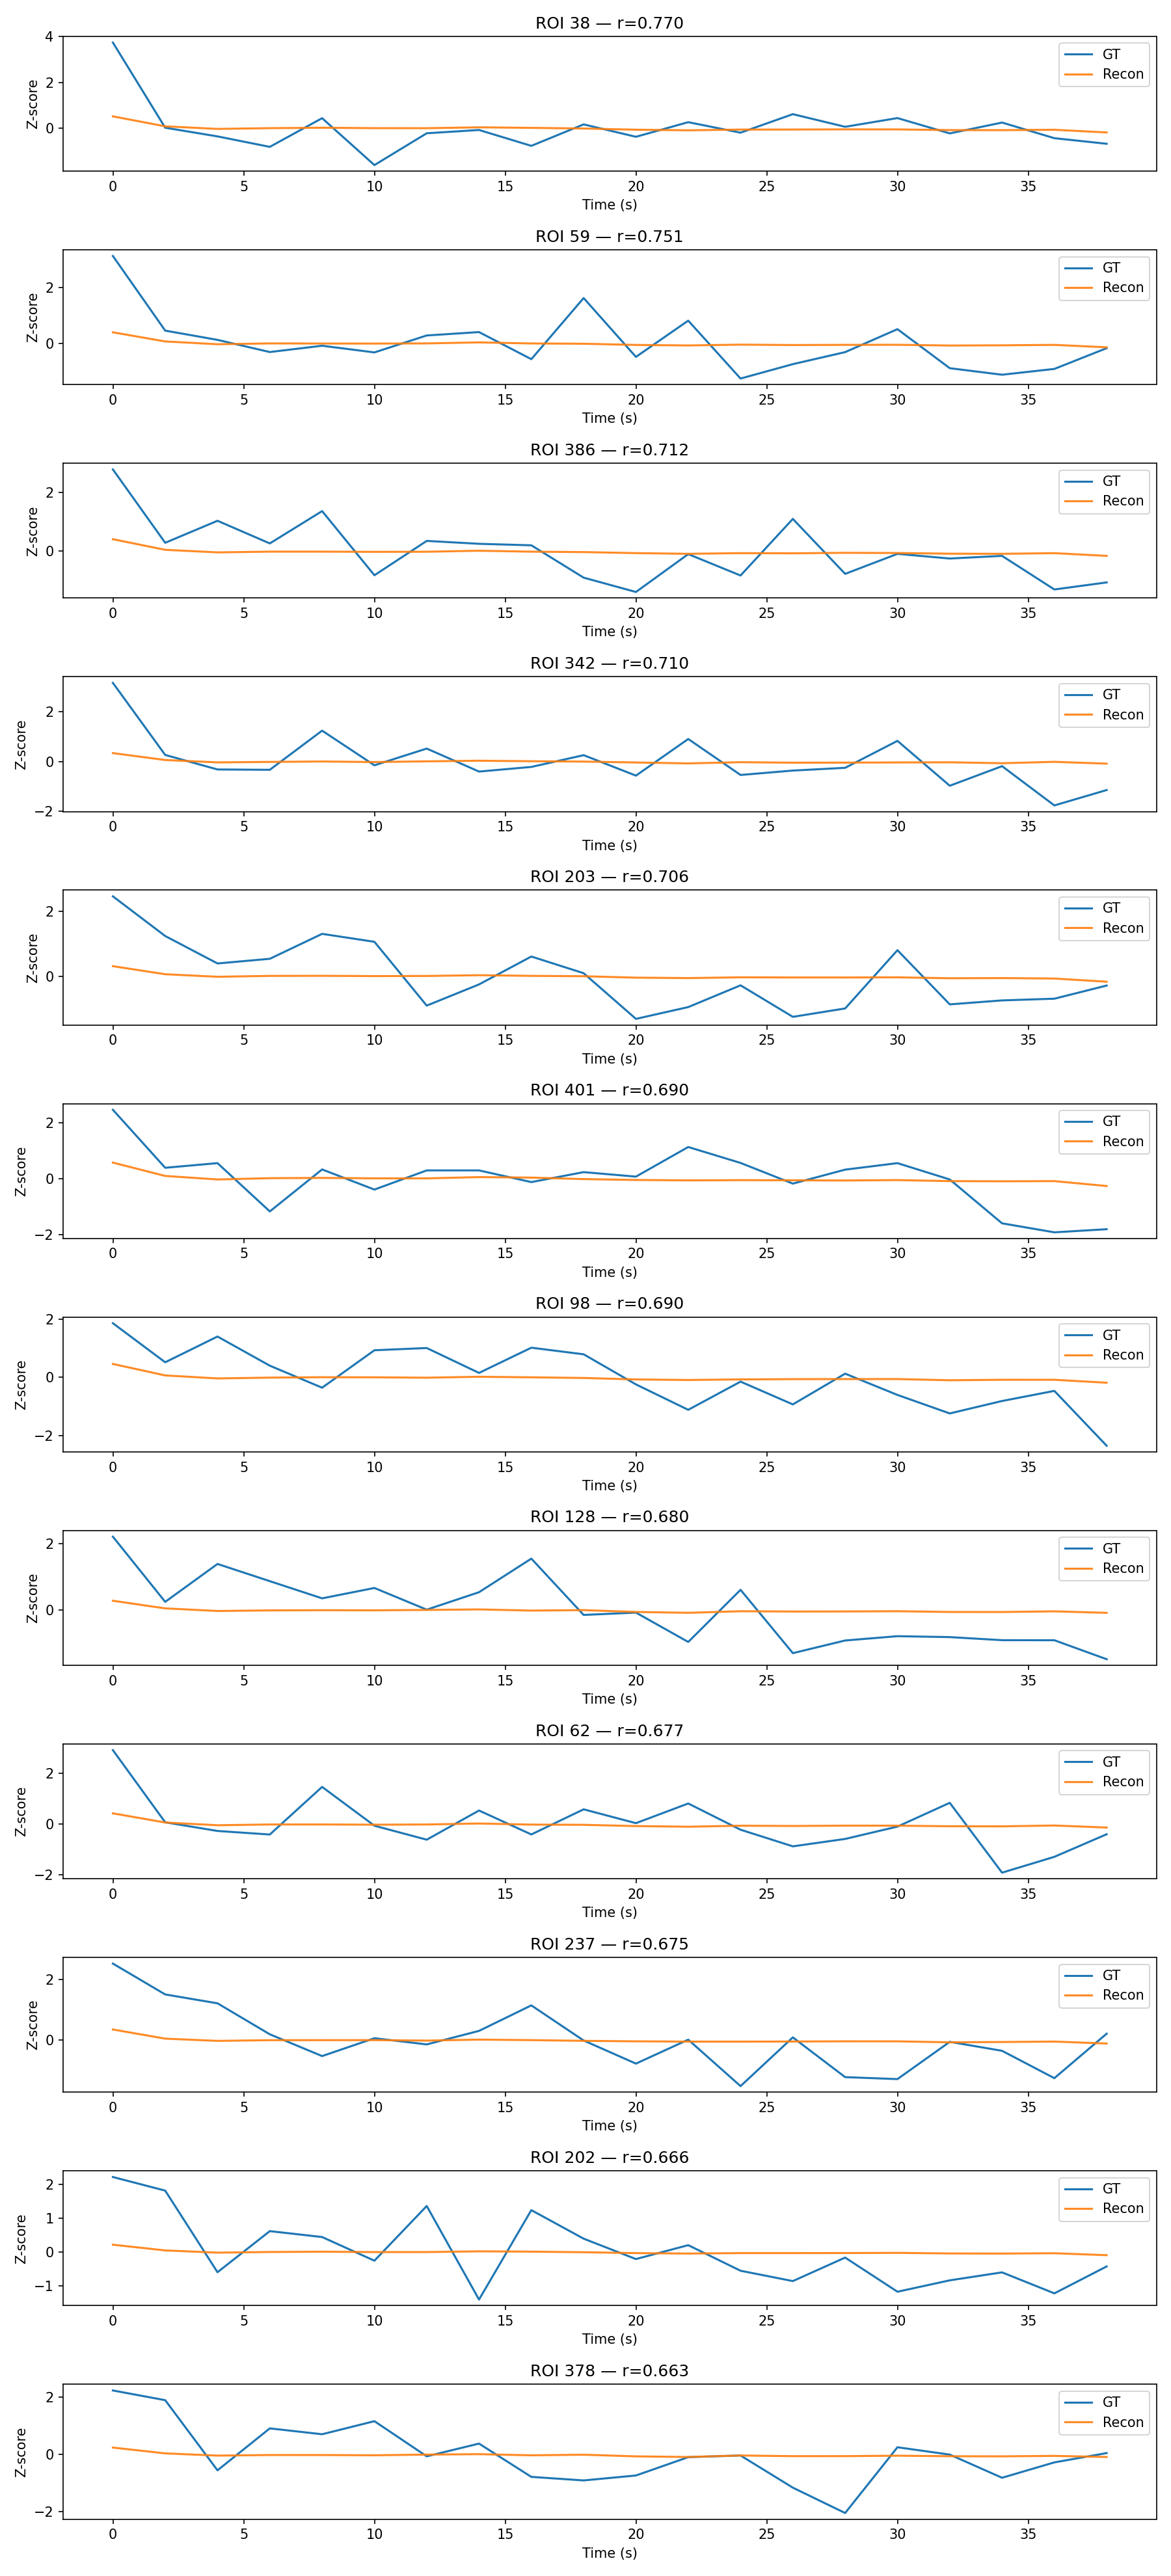 ROI 38 — r=0.770
4
2
0
Z-score
GT
Recon
0 5 10 15 20 25 30 35
Time (s)
ROI 59 — r=0.751
2
0
Z-score
GT
Recon
0 5 10 15 20 25 30 35
Time (s)
ROI 386 — r=0.712
2
0
Z-score
GT
Recon
0 5 10 15 20 25 30 35
Time (s)
ROI 342 — r=0.710
2
0
−2
Z-score
GT
Recon
0 5 10 15 20 25 30 35
Time (s)
ROI 203 — r=0.706
2
0
Z-score
GT
Recon
0 5 10 15 20 25 30 35
Time (s)
ROI 401 — r=0.690
2
0
−2
Z-score
GT
Recon
0 5 10 15 20 25 30 35
Time (s)
ROI 98 — r=0.690
2
0
−2
Z-score
GT
Recon
0 5 10 15 20 25 30 35
Time (s)
ROI 128 — r=0.680
2
0
Z-score
GT
Recon
0 5 10 15 20 25 30 35
Time (s)
ROI 62 — r=0.677
2
0
−2
Z-score
GT
Recon
0 5 10 15 20 25 30 35
Time (s)
ROI 237 — r=0.675
2
0
Z-score
GT
Recon
0 5 10 15 20 25 30 35
Time (s)
ROI 202 — r=0.666
2
1
0
−1
Z-score
GT
Recon
0 5 10 15 20 25 30 35
Time (s)
ROI 378 — r=0.663
2
0
−2
Z-score
GT
Recon
0 5 10 15 20 25 30 35
Time (s)